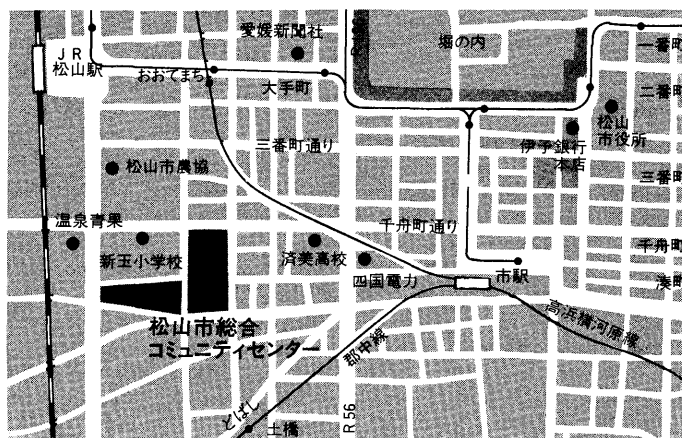 愛媛新聞社
堀の内
一番町
JR
松山駅
おおてまち
大手町
二番町
松山
市役所
三番町通り
伊予銀行
本店
松山市農協
三番町
温泉青果
千舟町通り
新玉小学校
済美高校
千舟町
四国電力
市駅
湊町
松山市総合
コミュニティセンター
高浜横河原線
郡中線
どばし
土橋
R56